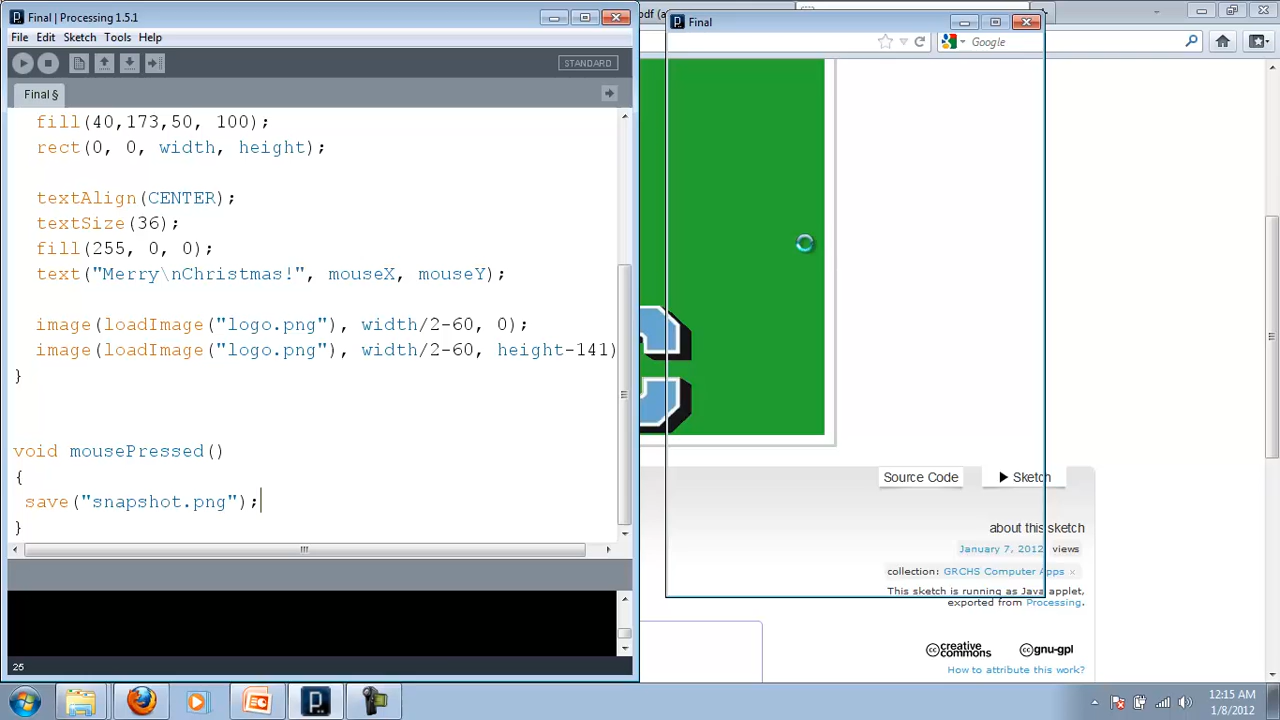 Final | Processing 1.5.1
File Edit Sketch Tools Help
STANDARD
Final §
fill(40,173,50, 100);
rect(0, 0, width, height);
textAlign(CENTER);
textSize(36);
fill(255, 0, 0);
text("Merry\nChristmas!", mouseX, mouseY);
image(loadImage("logo.png"), width/2-60, 0);
image(loadImage("logo.png"), width/2-60, height-141)
}
void mousePressed()
{
save("snapshot.png");
}
25
pdf (a
Final
Google
Source Code
Sketch
about this sketch
January 7, 2012 views
collection: GRCHS Computer Apps ×
This sketch is running as Java applet,
exported from Processing.
cc creative commons
cc gnu-gpl
How to attribute this work?
12:15 AM
1/8/2012